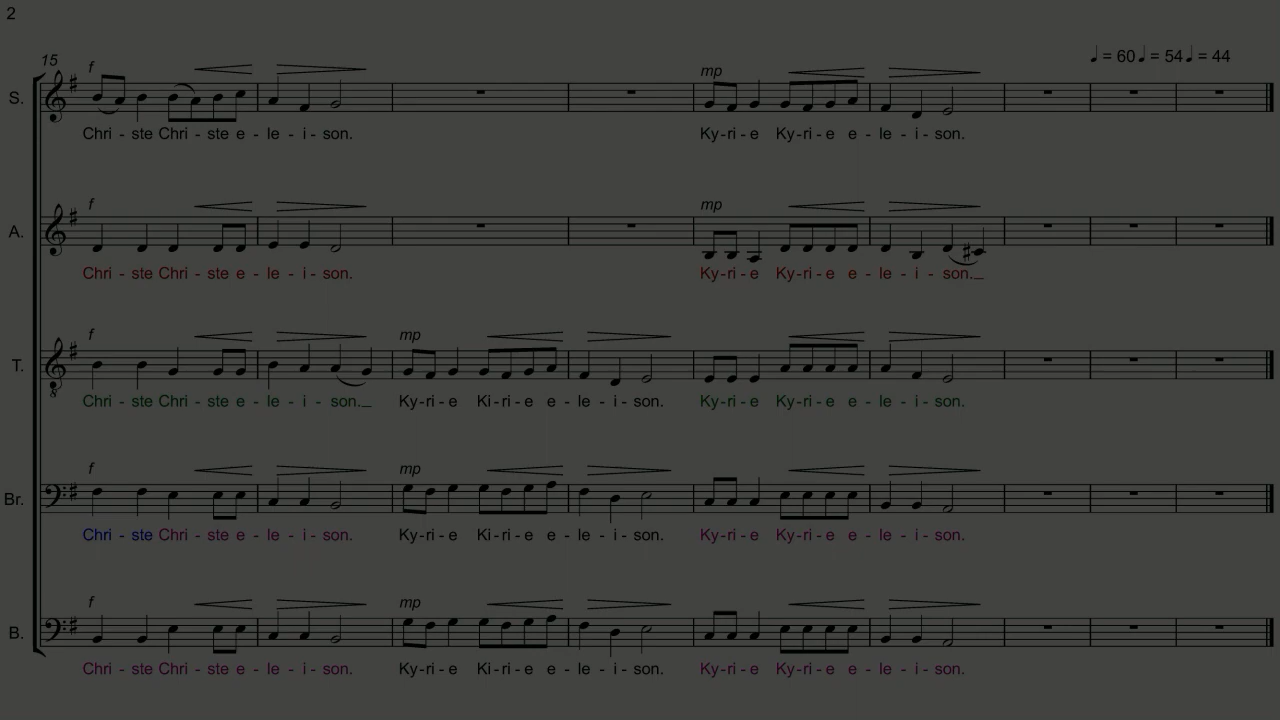 2
15
♩ = 60 ♩ = 54 ♩ = 44
f mp
S.
Chri - ste Chri - ste e - le - i - son. Ky - ri - e Ky - ri - e e - le - i - son.
f mp
A.
Chri - ste Chri - ste e - le - i - son. Ky - ri - e Ky - ri - e e - le - i - son._
f mp
T.
8
Chri - ste Chri - ste e - le - i - son._ Ky - ri - e Ki - ri - e e - le - i - son. Ky - ri - e Ky - ri - e e - le - i - son.
f mp
Br.
Chri - ste Chri - ste e - le - i - son. Ky - ri - e Ki - ri - e e - le - i - son. Ky - ri - e Ky - ri - e e - le - i - son.
f mp
B.
Chri - ste Chri - ste e - le - i - son. Ky - ri - e Ki - ri - e e - le - i - son. Ky - ri - e Ky - ri - e e - le - i - son.